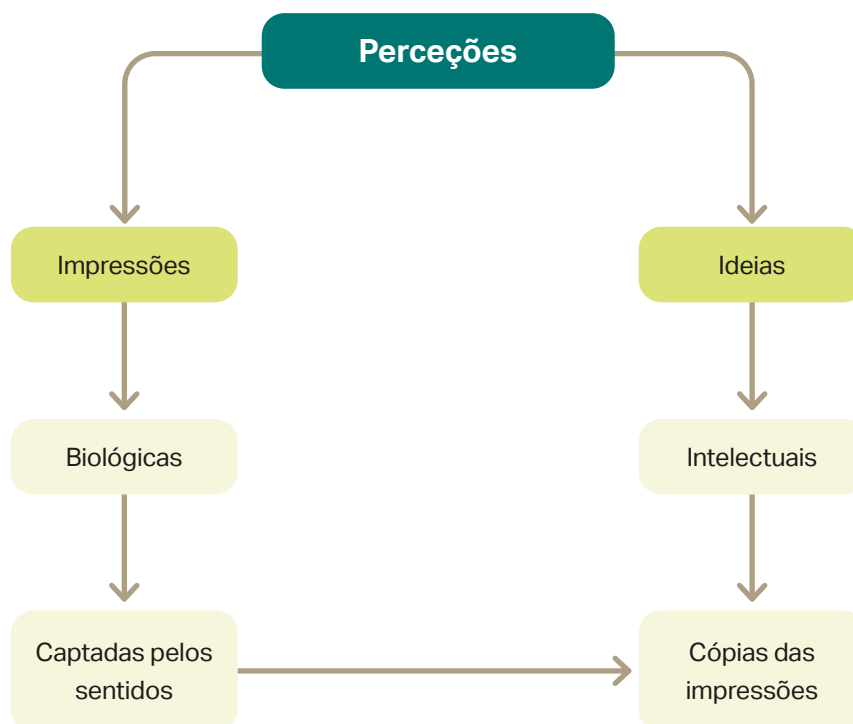 Perceções
Impressões
Ideias
Biológicas
Intelectuais
Captadas pelos
sentidos
Cópias das
impressões